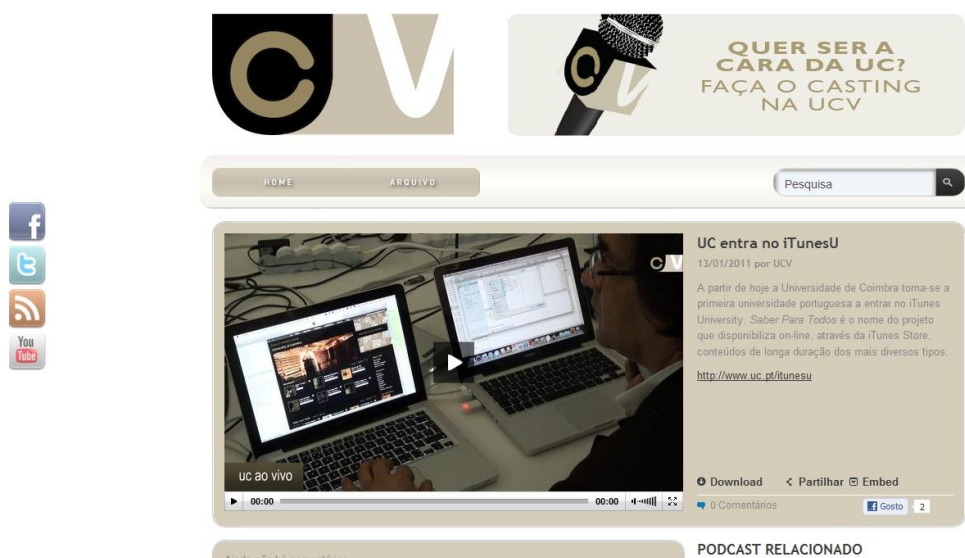 CV
QUER SER A
CARA DA UC?
FAÇA O CASTING
NA UCV
HOME
ARQUIVO
Pesquisa
You
Tube
UC entra no iTunesU
13/01/2011 por UCV
A partir de hoje a Universidade de Coimbra torna-se a
primeira universidade portuguesa a entrar no iTunes
University. Saber Para Todos é o nome do projeto
que disponibiliza on-line, através da iTunes Store,
conteúdos de longa duração dos mais diversos tipos.
http://www.uc.pt/itunesu
CV
uc ao vivo
00:00
00:00
Download
Partilhar
Embed
0 Comentários
Gosto
2
PODCAST RELACIONADO